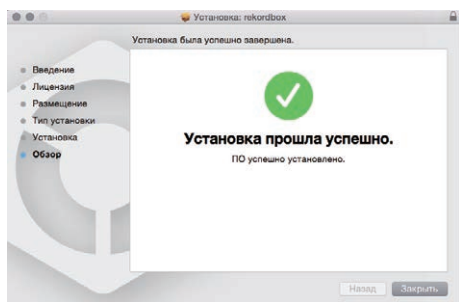 Установка: rekordbox
Установка была успешно завершена.
Введение
Лицензия
Размещение
Тип установки
Установка
Обзор
Установка прошла успешно.
ПО успешно установлено.
Назад
Закрыть